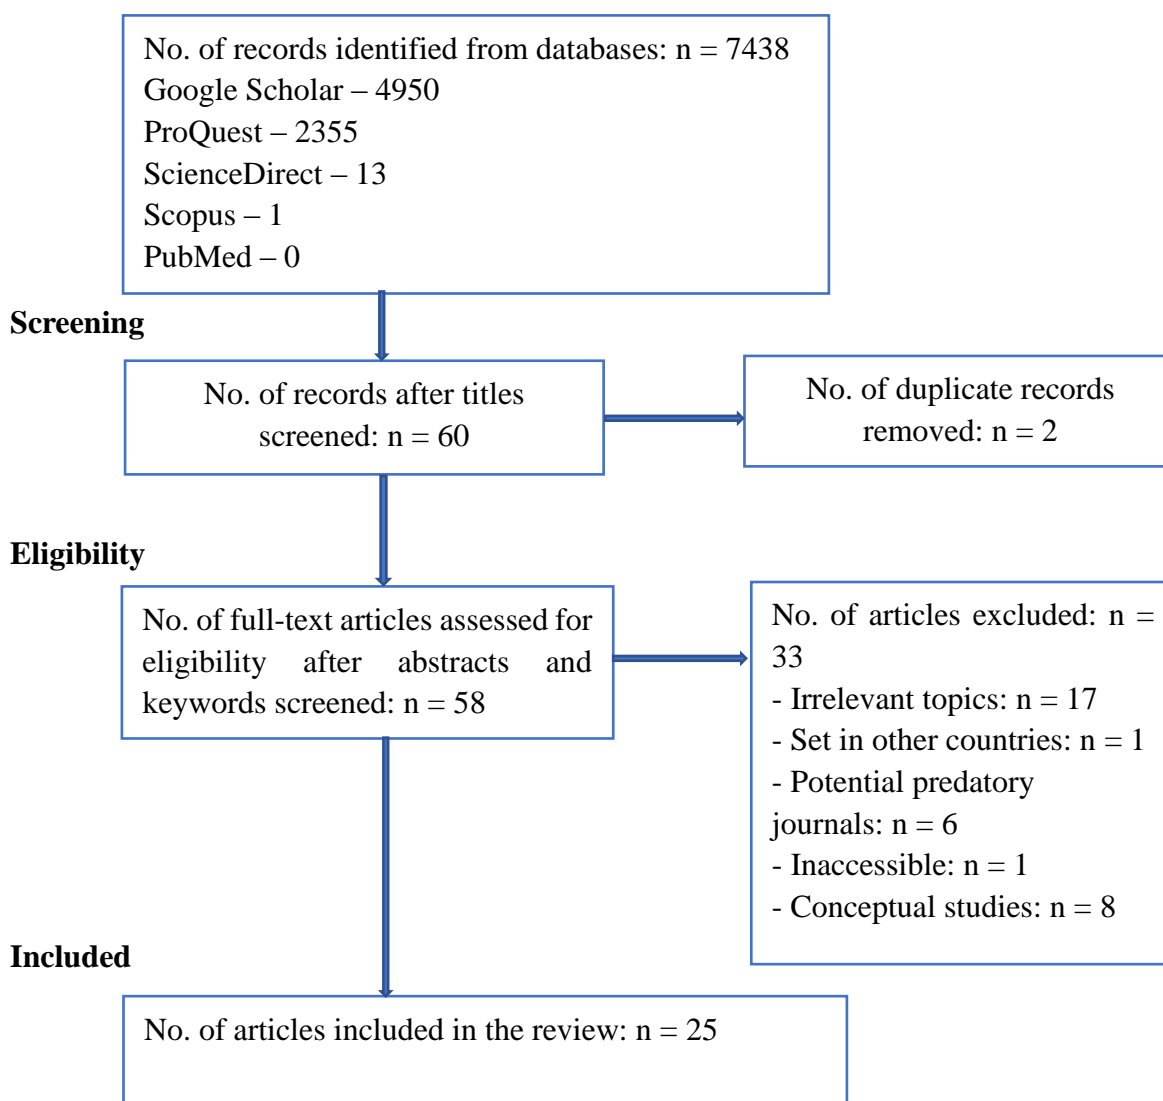 No. of records identified from databases: n = 7438
Google Scholar – 4950
ProQuest – 2355
ScienceDirect – 13
Scopus – 1
PubMed – 0
Screening
No. of records after titles
screened: n = 60
No. of duplicate records
removed: n = 2
Eligibility
No. of full-text articles assessed for
eligibility after abstracts and
keywords screened: n = 58
No. of articles excluded: n =
33
- Irrelevant topics: n = 17
- Set in other countries: n = 1
- Potential predatory
journals: n = 6
- Inaccessible: n = 1
- Conceptual studies: n = 8
Included
No. of articles included in the review: n = 25